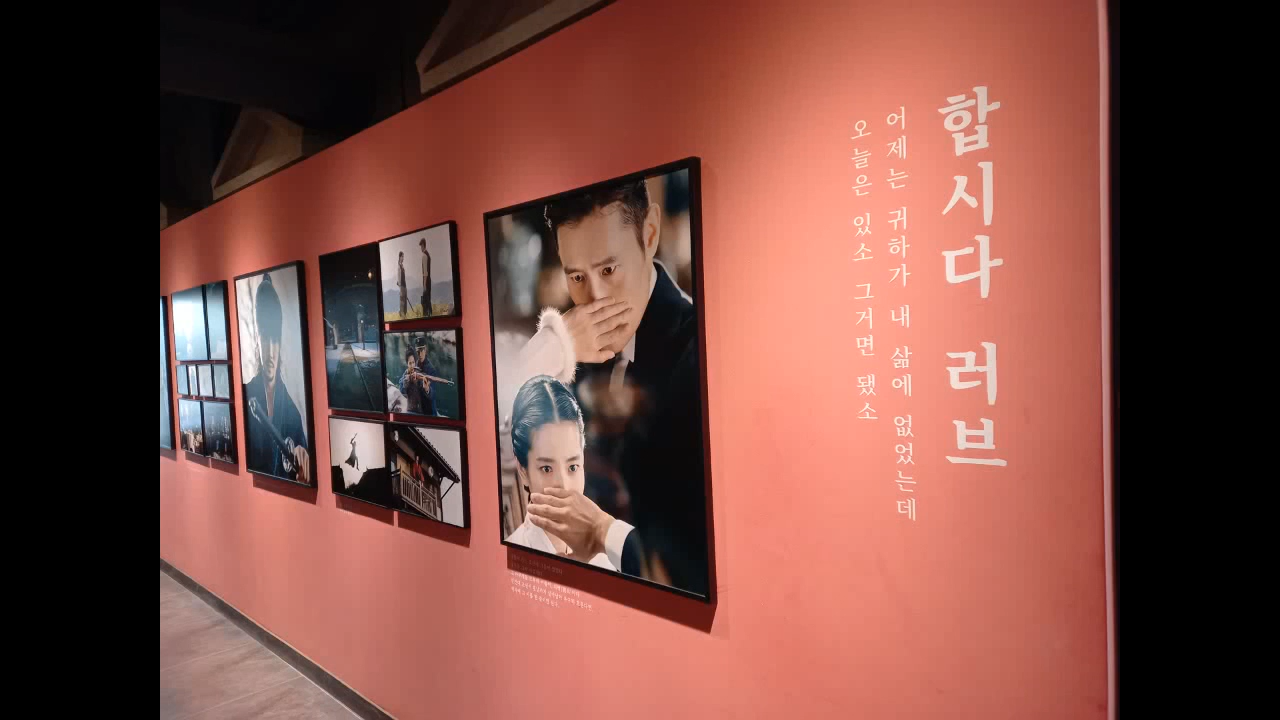 합시다 러브
어제는 귀하가 내 삶에 없었는데
오늘은 있소 그거면 됐소